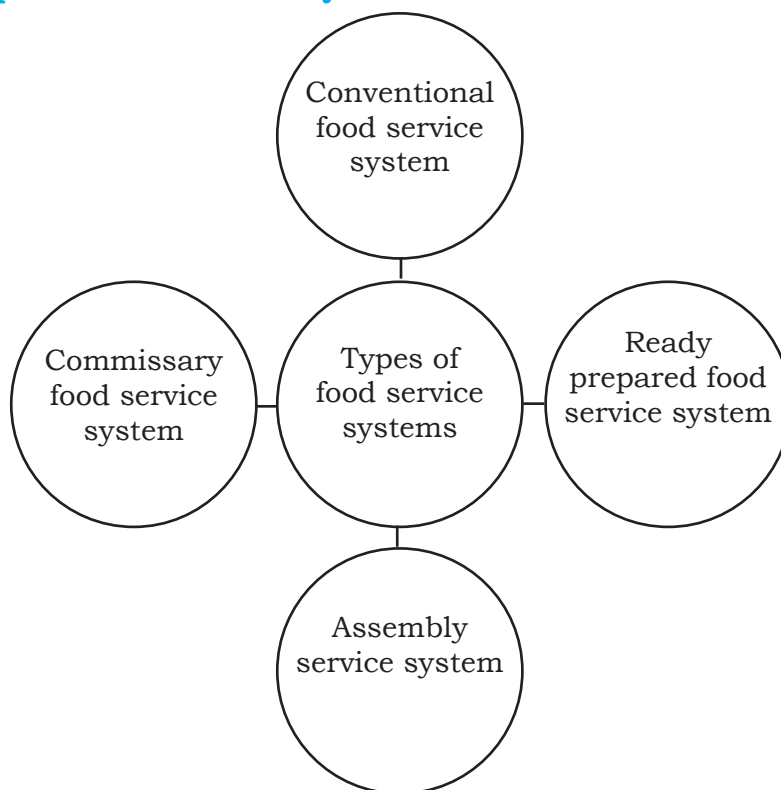 Conventional
food service
system
Commissary
food service
system
Types of
food service
systems
Ready
prepared food
service system
Assembly
service system